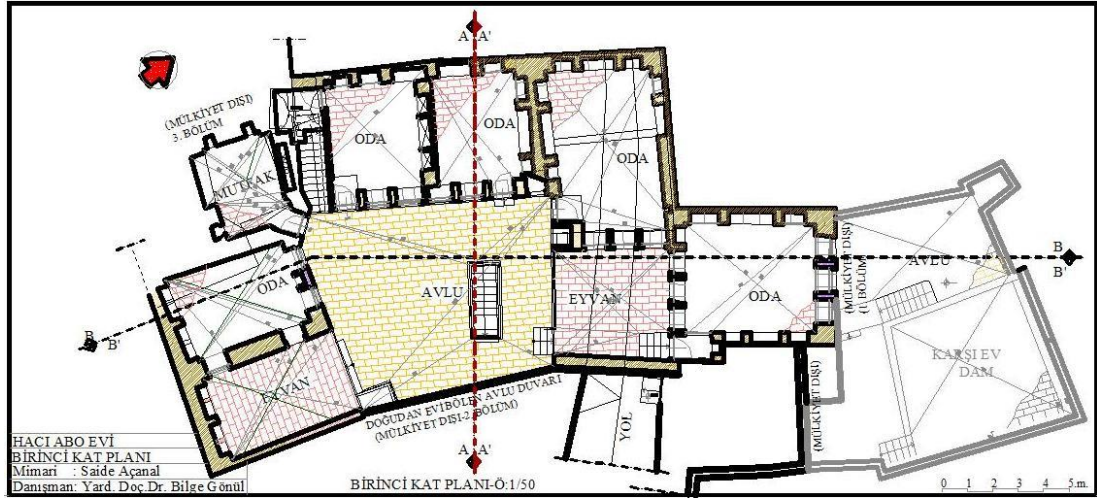 A A'
(MÜLKİYET DIŞI)
3. BÖLÜM
MUTFAK
ODA
ODA
ODA
ODA
AVLU
EYVAN
ODA
(MÜLKİYET DIŞI)
(1. BÖLÜM)
AVLU
B
B'
B
B'
EYVAN
DOĞUDAN EVİ BÖLEN AVLU DUVARI
(MÜLKİYET DIŞI-2. BÖLÜM)
YOL
(MÜLKİYET DIŞI)
KARŞI EV
DAM
A A'
HACI ABO EVİ
BİRİNCİ KAT PLANI
Mimari : Saide Açanal
Danışman: Yard. Doç.Dr. Bilge Gönül
BİRİNCİ KAT PLANI-Ö:1/50
0 1 2 3 4 5.m.